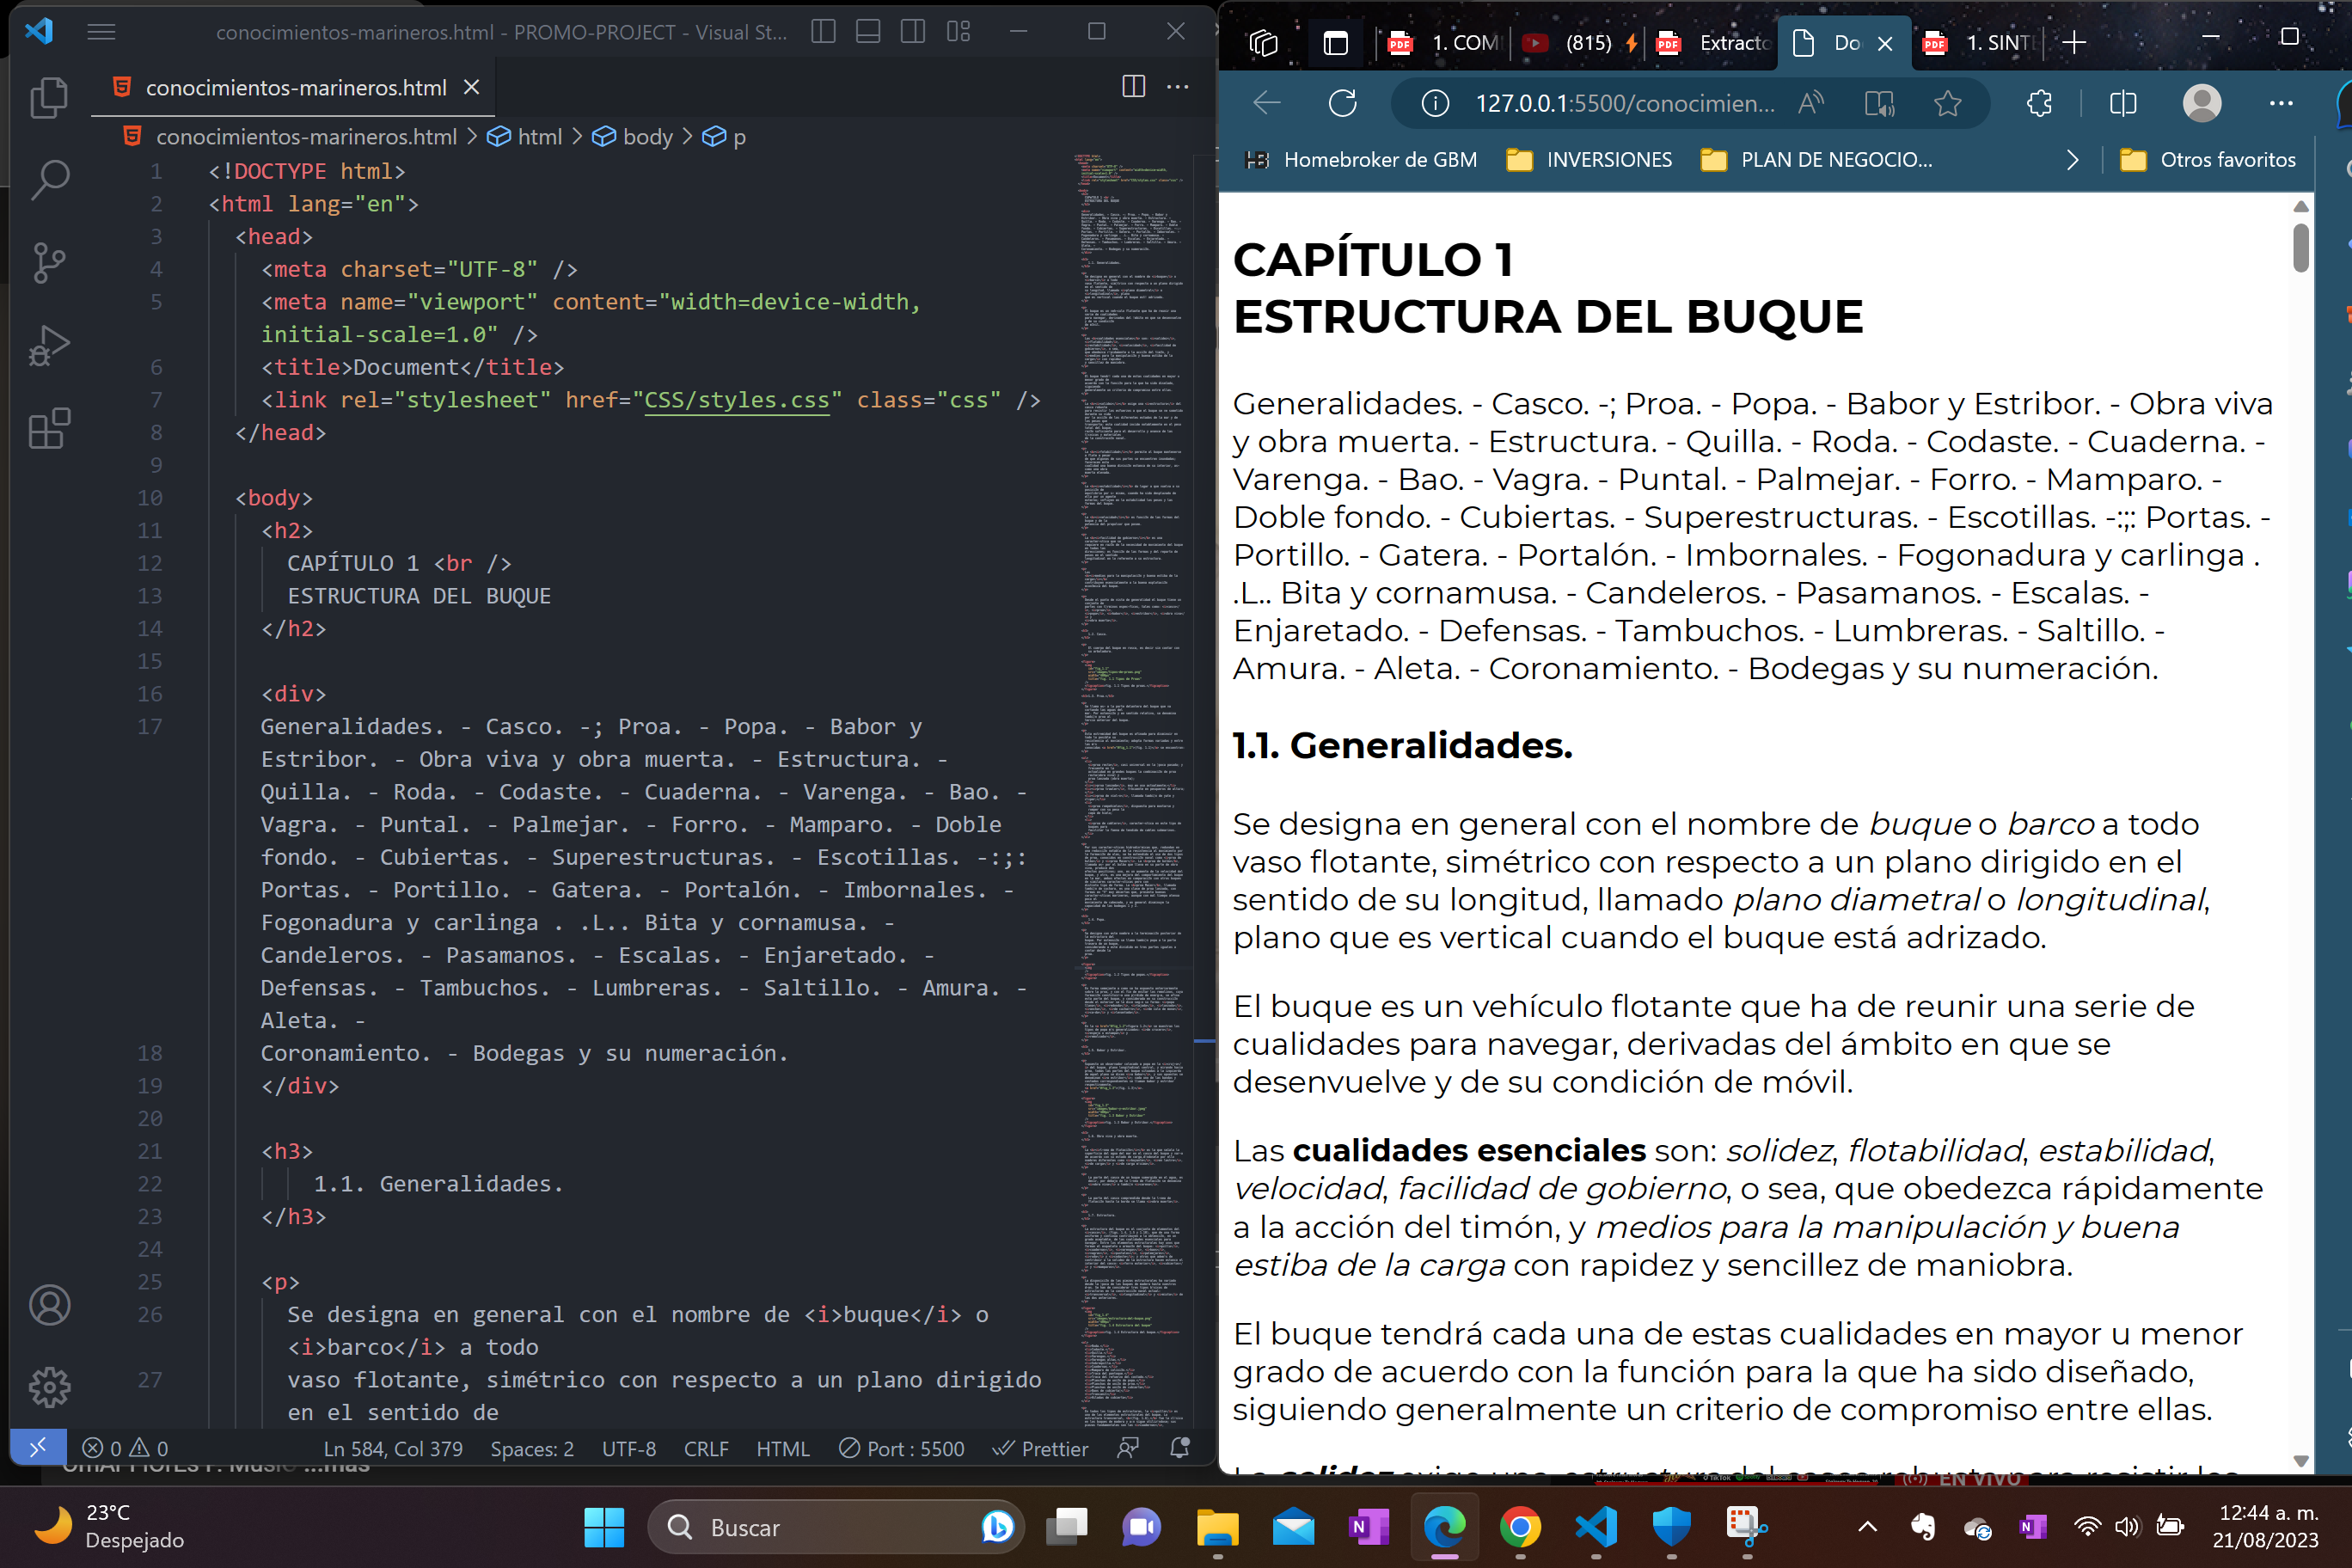 conocimientos-marineros.html - PROMO-PROJECT - Visual St...
conocimientos-marineros.html
conocimientos-marineros.html > html > body > p
1 <!DOCTYPE html>
2 <html lang="en">
3 <head>
4 <meta charset="UTF-8" />
5 <meta name="viewport" content="width=device-width,
initial-scale=1.0" />
6 <title>Document</title>
7 <link rel="stylesheet" href="CSS/styles.css" class="css" />
8 </head>
9
10 <body>
11 <h2>
12 CAPÍTULO 1 <br />
13 ESTRUCTURA DEL BUQUE
14 </h2>
15
16 <div>
17 Generalidades. - Casco. -; Proa. - Popa. - Babor y
Estribor. - Obra viva y obra muerta. - Estructura. -
Quilla. - Roda. - Codaste. - Cuaderna. - Varenga. - Bao. -
Vagra. - Puntal. - Palmejar. - Forro. - Mamparo. - Doble
fondo. - Cubiertas. - Superestructuras. - Escotillas. -:;:
Portas. - Portillo. - Gatera. - Portalón. - Imbornales. -
Fogonadura y carlinga . .L.. Bita y cornamusa. -
Candeleros. - Pasamanos. - Escalas. - Enjaretado. -
Defensas. - Tambuchos. - Lumbreras. - Saltillo. - Amura. -
Aleta. -
18 Coronamiento. - Bodegas y su numeración.
19 </div>
20
21 <h3>
22 1.1. Generalidades.
23 </h3>
24
25 <p>
26 Se designa en general con el nombre de <i>buque</i> o
<i>barco</i> a todo
27 vaso flotante, simétrico con respecto a un plano dirigido
en el sentido de
0 0 Ln 584, Col 379 Spaces: 2 UTF-8 CRLF HTML Port : 5500 Prettier
1. COM
(815)
Extracto
Do
1. SINT
127.0.0.1:5500/conocimien...
Homebroker de GBM INVERSIONES PLAN DE NEGOCIO... Otros favoritos
CAPÍTULO 1
ESTRUCTURA DEL BUQUE
Generalidades. - Casco. -; Proa. - Popa. - Babor y Estribor. - Obra viva
y obra muerta. - Estructura. - Quilla. - Roda. - Codaste. - Cuaderna. -
Varenga. - Bao. - Vagra. - Puntal. - Palmejar. - Forro. - Mamparo. -
Doble fondo. - Cubiertas. - Superestructuras. - Escotillas. -:;: Portas. -
Portillo. - Gatera. - Portalón. - Imbornales. - Fogonadura y carlinga .
.L.. Bita y cornamusa. - Candeleros. - Pasamanos. - Escalas. -
Enjaretado. - Defensas. - Tambuchos. - Lumbreras. - Saltillo. -
Amura. - Aleta. - Coronamiento. - Bodegas y su numeración.
1.1. Generalidades.
Se designa en general con el nombre de buque o barco a todo
vaso flotante, simétrico con respecto a un plano dirigido en el
sentido de su longitud, llamado plano diametral o longitudinal,
plano que es vertical cuando el buque está adrizado.
El buque es un vehículo flotante que ha de reunir una serie de
cualidades para navegar, derivadas del ámbito en que se
desenvuelve y de su condición de móvil.
Las cualidades esenciales son: solidez, flotabilidad, estabilidad,
velocidad, facilidad de gobierno, o sea, que obedezca rápidamente
a la acción del timón, y medios para la manipulación y buena
estiba de la carga con rapidez y sencillez de maniobra.
El buque tendrá cada una de estas cualidades en mayor u menor
grado de acuerdo con la función para la que ha sido diseñado,
siguiendo generalmente un criterio de compromiso entre ellas.
EN VIVO
23°C
Despejado
Buscar
12:44 a. m.
21/08/2023